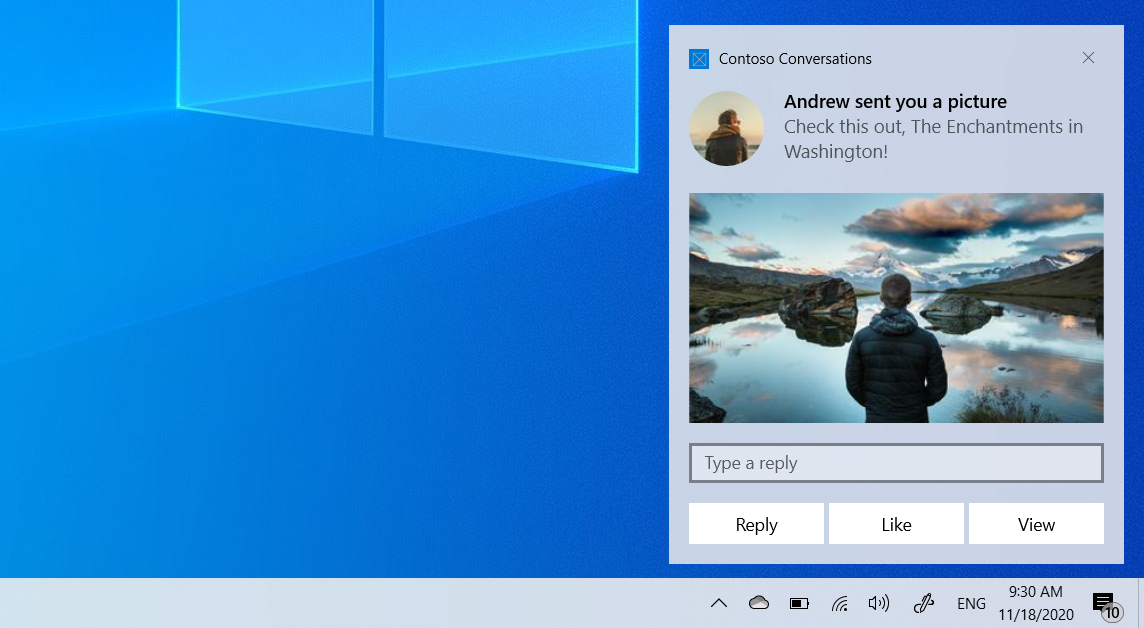 Contoso Conversations
Andrew sent you a picture
Check this out, The Enchantments in
Washington!
Type a reply
Reply
Like
View
ENG
9:30 AM
11/18/2020
10